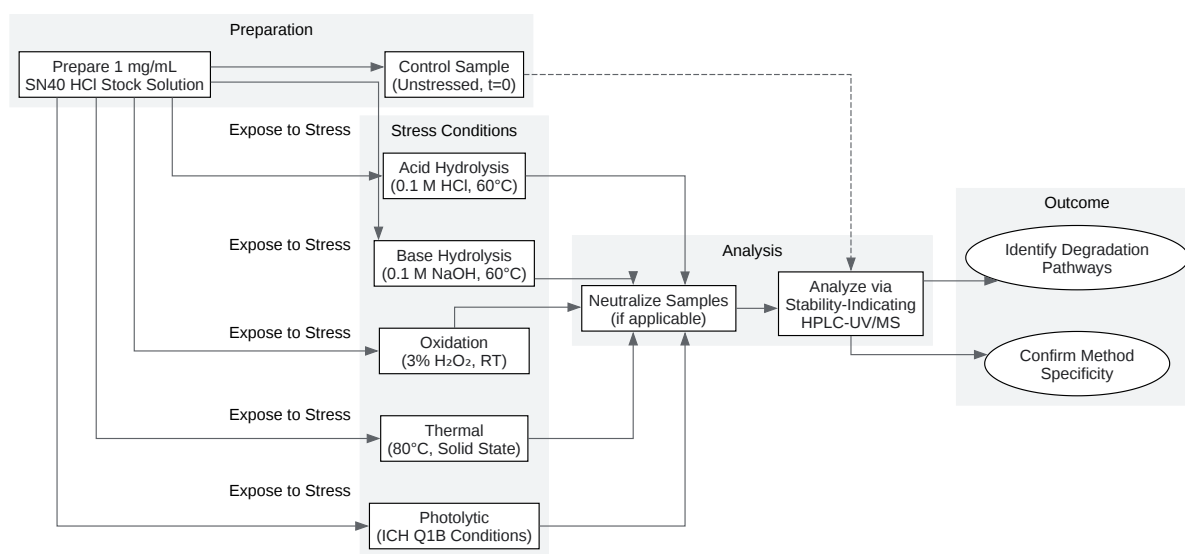 Preparation
Prepare 1 mg/mL
SN40 HCl Stock Solution
Control Sample
(Unstressed, t=0)
Expose to Stress
Stress Conditions
Acid Hydrolysis
(0.1 M HCl, 60°C)
Expose to Stress
Base Hydrolysis
(0.1 M NaOH, 60°C)
Expose to Stress
Oxidation
(3% H₂O₂, RT)
Expose to Stress
Thermal
(80°C, Solid State)
Expose to Stress
Photolytic
(ICH Q1B Conditions)
Analysis
Neutralize Samples
(if applicable)
Analyze via
Stability-Indicating
HPLC-UV/MS
Outcome
Identify Degradation
Pathways
Confirm Method
Specificity